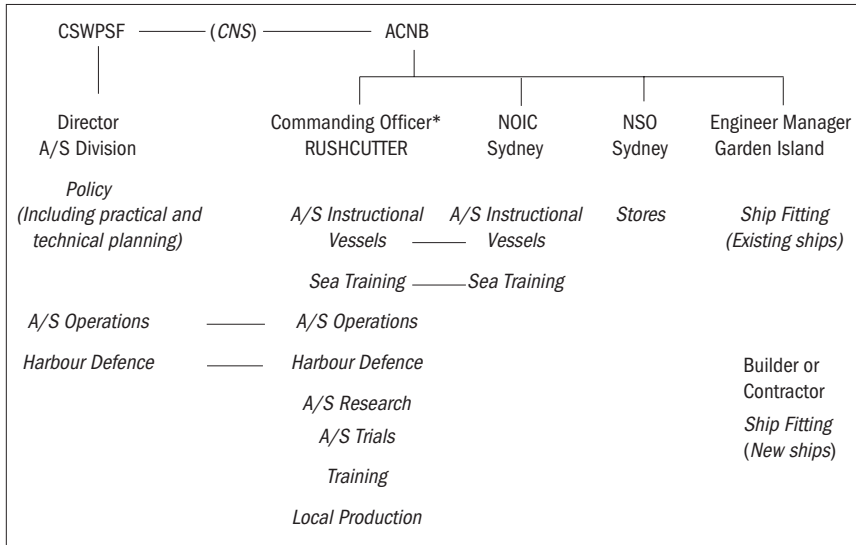 CSWPSF (CNS) ACNB
Director
A/S Division
Commanding Officer*
RUSHCUTTER
NOIC
Sydney
NSO
Sydney
Engineer Manager
Garden Island
Policy
(Including practical and
technical planning)
A/S Instructional
Vessels
A/S Instructional
Vessels
Stores
Ship Fitting
(Existing ships)
Sea Training Sea Training
A/S Operations A/S Operations
Harbour Defence Harbour Defence
A/S Research
A/S Trials
Training
Local Production
Builder or
Contractor
Ship Fitting
(New ships)